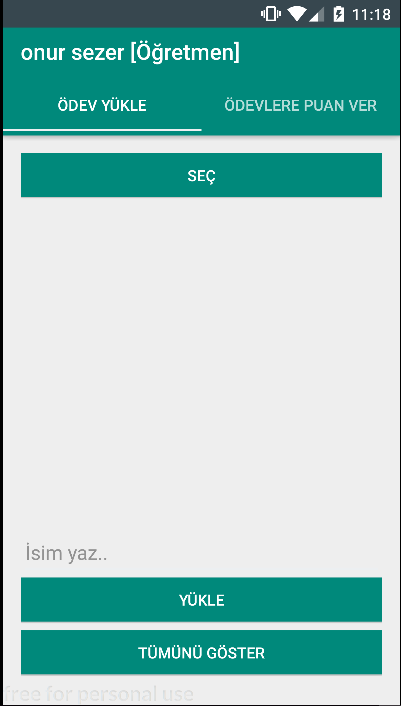 11:18
onur sezer [Öğretmen]
ÖDEV YÜKLE ÖDEVLERE PUAN VER
SEÇ
İsim yaz..
YÜKLE
TÜMÜNÜ GÖSTER
free for personal use